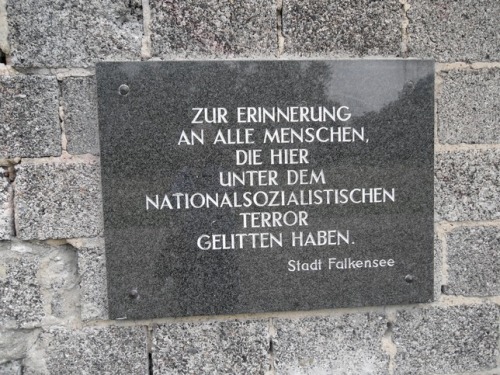 ZUR ERINNERUNG
AN ALLE MENSCHEN,
DIE HIER
UNTER DEM
NATIONALSOZIALISTISCHEN
TERROR
GELITTEN HABEN.
Stadt Falkensee